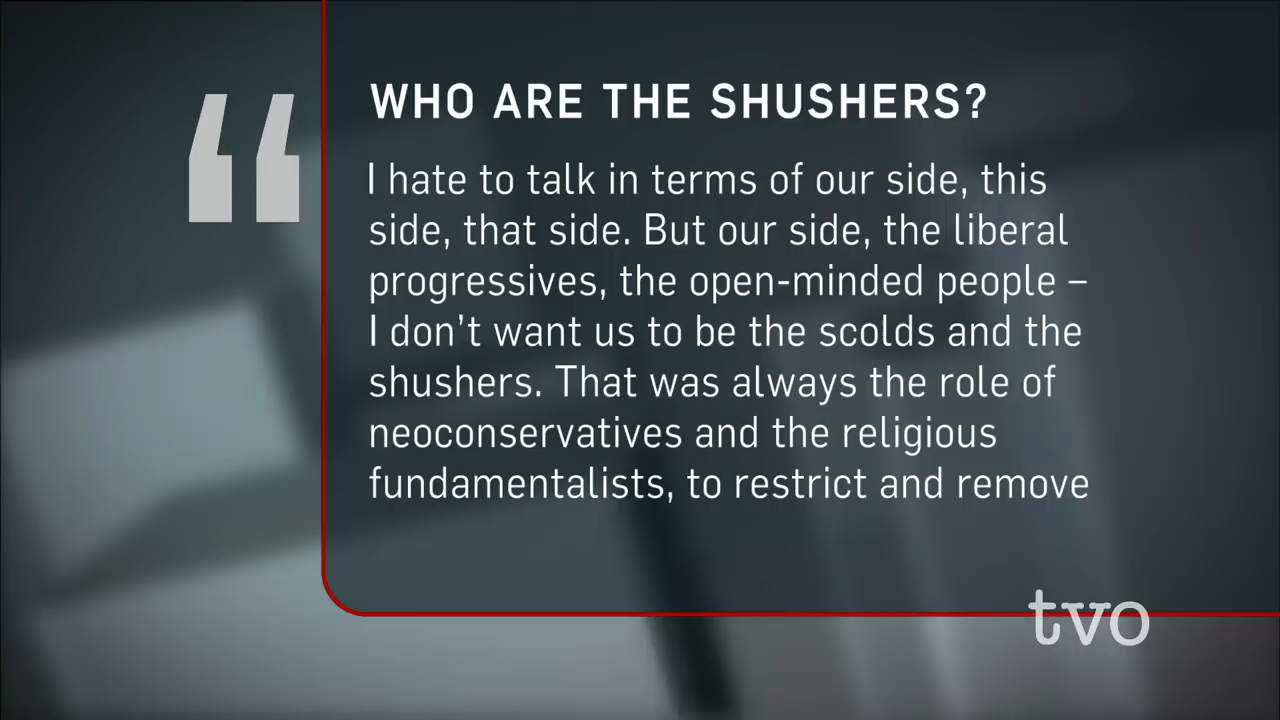 “
WHO ARE THE SHUSHERS?
I hate to talk in terms of our side, this
side, that side. But our side, the liberal
progressives, the open-minded people –
I don’t want us to be the scolds and the
shushers. That was always the role of
neoconservatives and the religious
fundamentalists, to restrict and remove
tvo